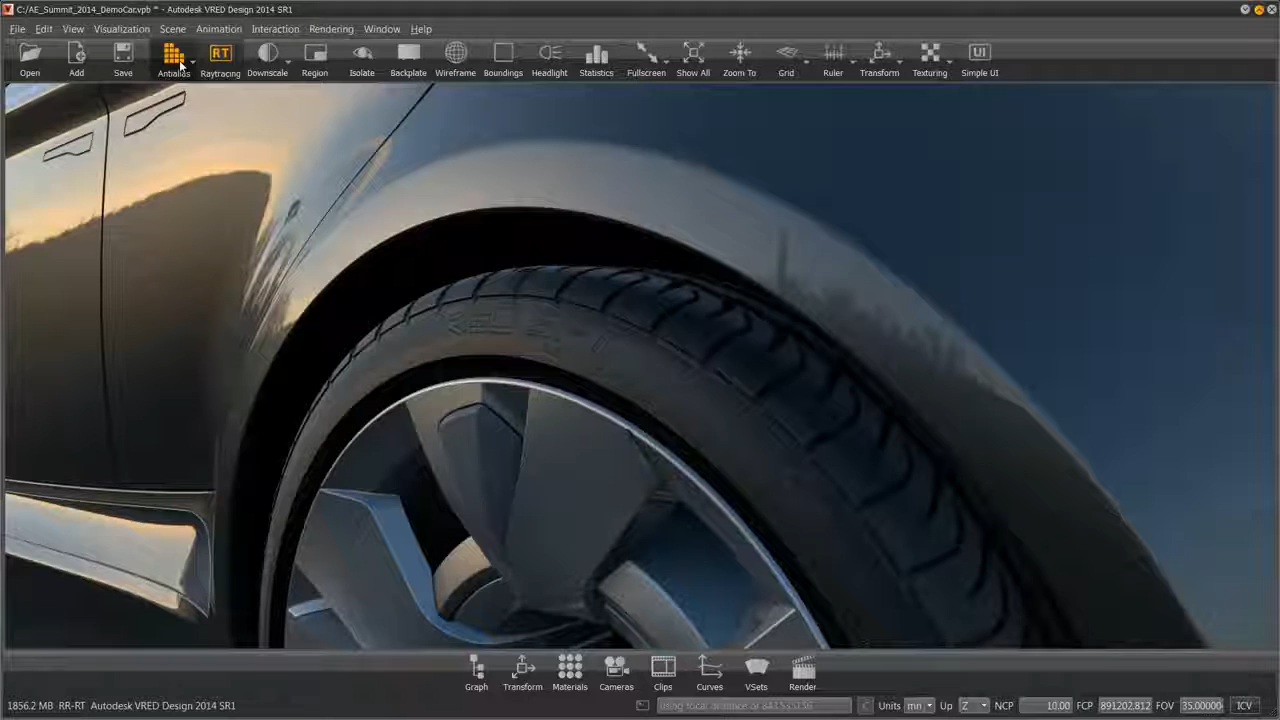 C:/AE_Summit_2014_DemoCar.vpb * - Autodesk VRED Design 2014 SR1
File Edit View Visualization Scene Animation Interaction Rendering Window Help
RT UI
Open Add Save Antialias Raytracing Downscale Region Isolate Backplate Wireframe Boundings Headlight Statistics Fullscreen Show All Zoom To Grid Ruler Transform Texturing Simple UI
Graph Transform Materials Cameras Clips Curves VSets Render
1856.2 MB RR-RT Autodesk VRED Design 2014 SR1 Units Up Z NCP 10.00 FCP 891202.812 FOV 35.00000 ICV